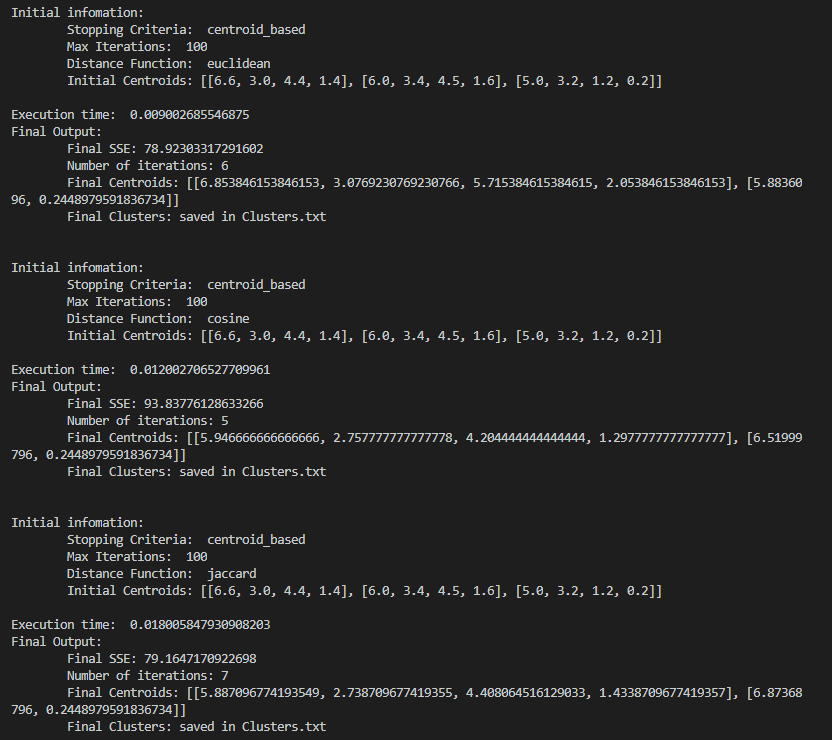 Initial infomation:
Stopping Criteria:  centroid_based
Max Iterations:  100
Distance Function:  euclidean
Initial Centroids: [[6.6, 3.0, 4.4, 1.4], [6.0, 3.4, 4.5, 1.6], [5.0, 3.2, 1.2, 0.2]]
Execution time:  0.009002685546875
Final Output:
Final SSE: 78.92303317291602
Number of iterations: 6
Final Centroids: [[6.853846153846153, 3.0769230769230766, 5.715384615384615, 2.053846153846153], [5.88360
96, 0.2448979591836734]]
Final Clusters: saved in Clusters.txt
Initial infomation:
Stopping Criteria:  centroid_based
Max Iterations:  100
Distance Function:  cosine
Initial Centroids: [[6.6, 3.0, 4.4, 1.4], [6.0, 3.4, 4.5, 1.6], [5.0, 3.2, 1.2, 0.2]]
Execution time:  0.012002706527709961
Final Output:
Final SSE: 93.83776128633266
Number of iterations: 5
Final Centroids: [[5.946666666666666, 2.757777777777778, 4.204444444444444, 1.2977777777777777], [6.51999
796, 0.2448979591836734]]
Final Clusters: saved in Clusters.txt
Initial infomation:
Stopping Criteria:  centroid_based
Max Iterations:  100
Distance Function:  jaccard
Initial Centroids: [[6.6, 3.0, 4.4, 1.4], [6.0, 3.4, 4.5, 1.6], [5.0, 3.2, 1.2, 0.2]]
Execution time:  0.018005847930908203
Final Output:
Final SSE: 79.1647170922698
Number of iterations: 7
Final Centroids: [[5.887096774193549, 2.738709677419355, 4.408064516129033, 1.4338709677419357], [6.87368
796, 0.2448979591836734]]
Final Clusters: saved in Clusters.txt